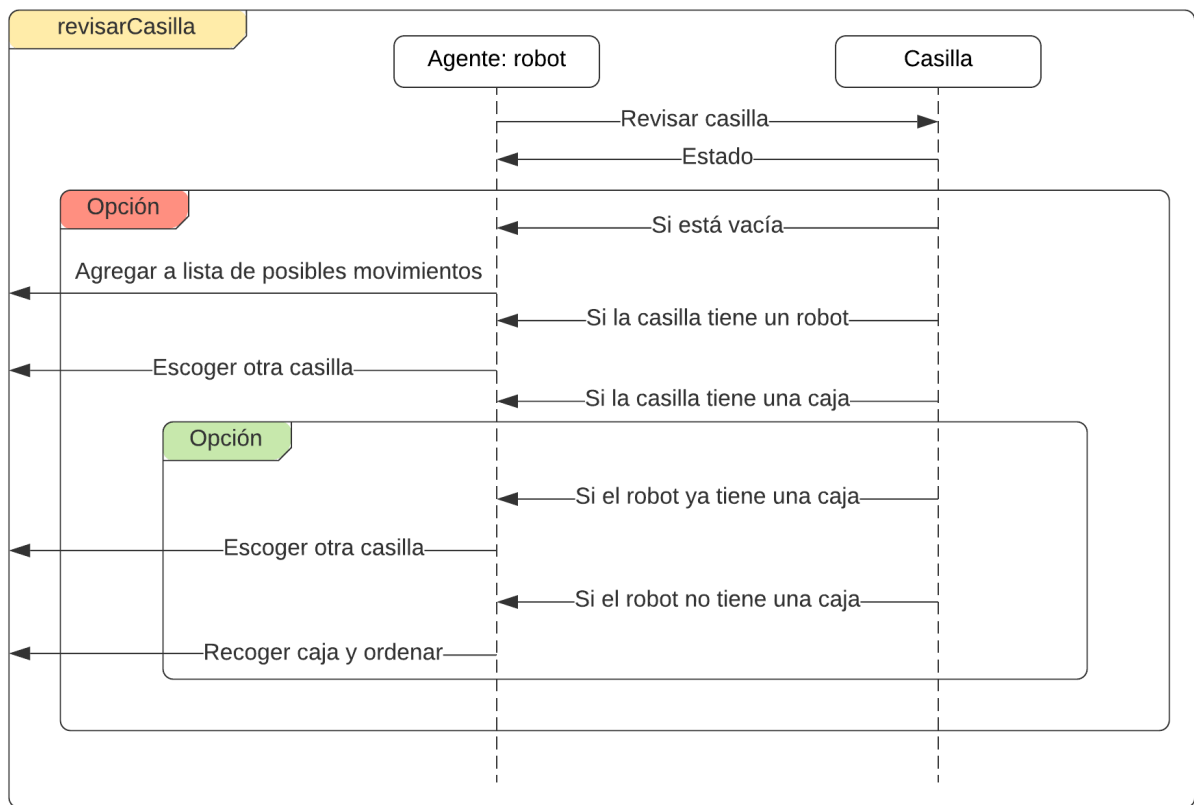 revisarCasilla
Agente: robot
Casilla
Revisar casilla
Estado
Opción
Si está vacía
Agregar a lista de posibles movimientos
Si la casilla tiene un robot
Escoger otra casilla
Si la casilla tiene una caja
Opción
Si el robot ya tiene una caja
Escoger otra casilla
Si el robot no tiene una caja
Recoger caja y ordenar